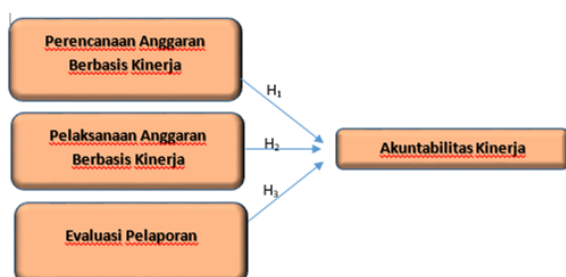 Perencanaan Anggaran
Berbasis Kinerja
H₁
Pelaksanaan Anggaran
Berbasis Kinerja
H₂
Akuntabilitas Kinerja
H₃
Evaluasi Pelaporan